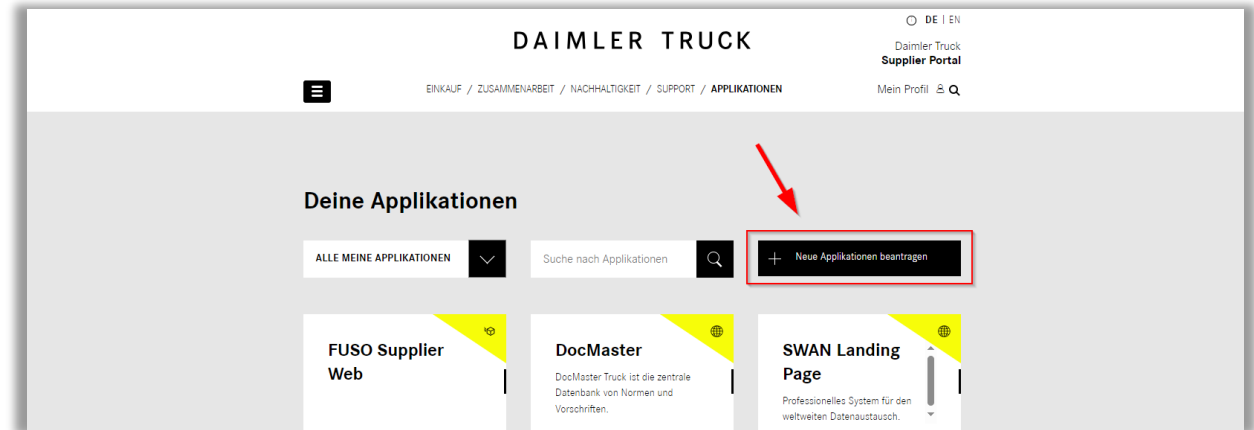 DE | EN
DAIMLER TRUCK
Daimler Truck
Supplier Portal
EINKAUF / ZUSAMMENARBEIT / NACHHALTIGKEIT / SUPPORT / APPLIKATIONEN
Mein Profil
Deine Applikationen
ALLE MEINE APPLIKATIONEN
Suche nach Applikationen
Neue Applikationen beantragen
FUSO Supplier
Web
DocMaster
DocMaster Truck ist die zentrale
Datenbank von Normen und
Vorschriften.
SWAN Landing
Page
Professionelles System für den
weltweiten Datenaustausch.